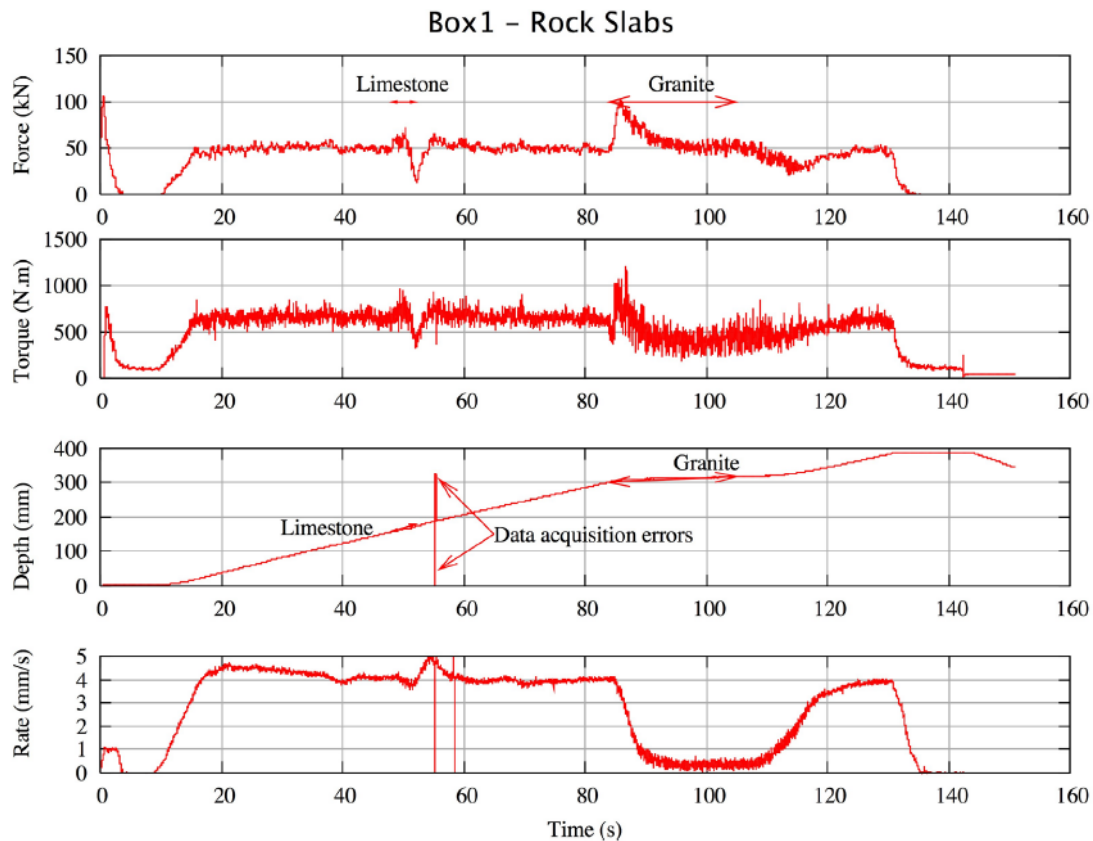 Box1 – Rock Slabs
Force (kN)
150
100
50
0
Limestone
Granite
0 20 40 60 80 100 120 140 160
Torque (N.m)
1500
1000
500
0
0 20 40 60 80 100 120 140 160
Depth (mm)
400
300
200
100
0
Granite
Limestone
Data acquisition errors
0 20 40 60 80 100 120 140 160
Rate (mm/s)
5
4
3
2
1
0
0 20 40 60 80 100 120 140 160
Time (s)